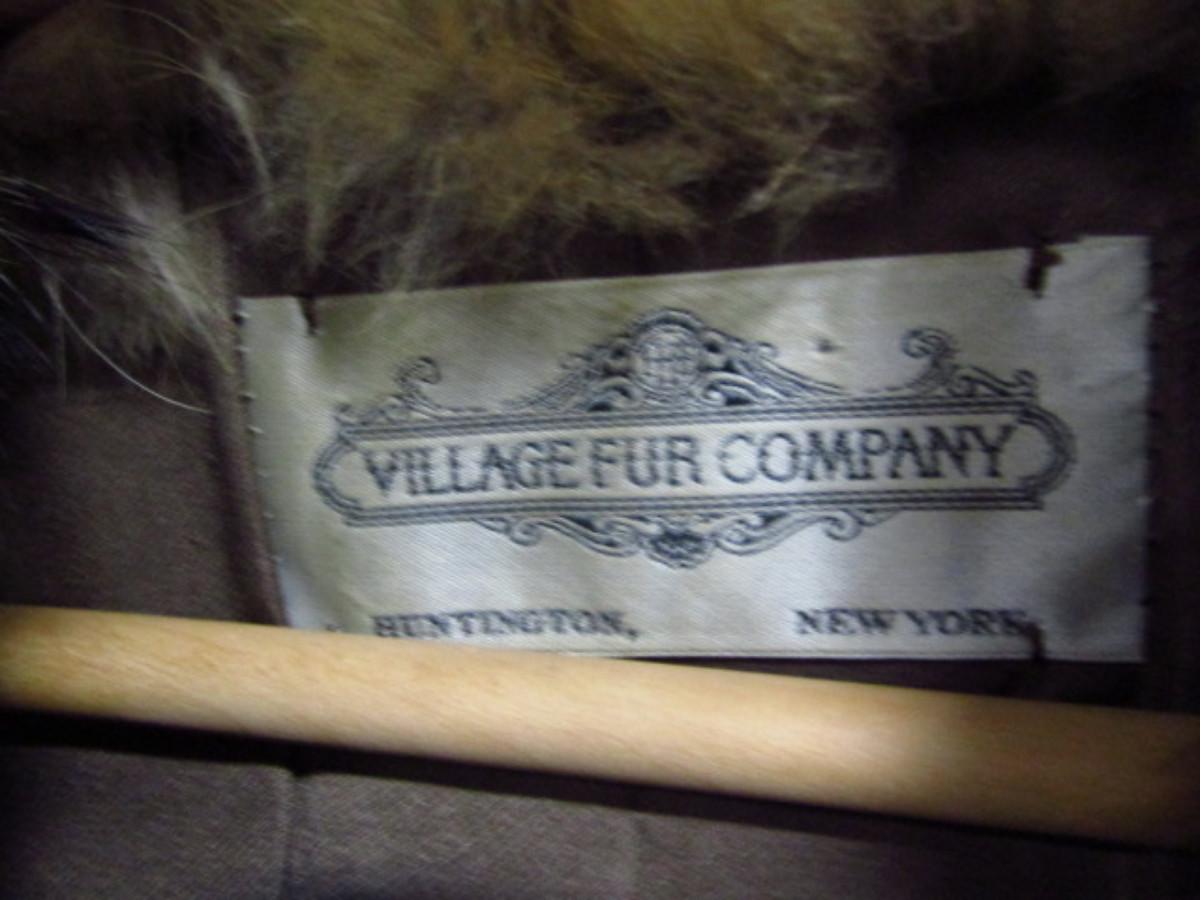 VILLAGE FUR COMPANY
HUNTINGTON, NEW YORK